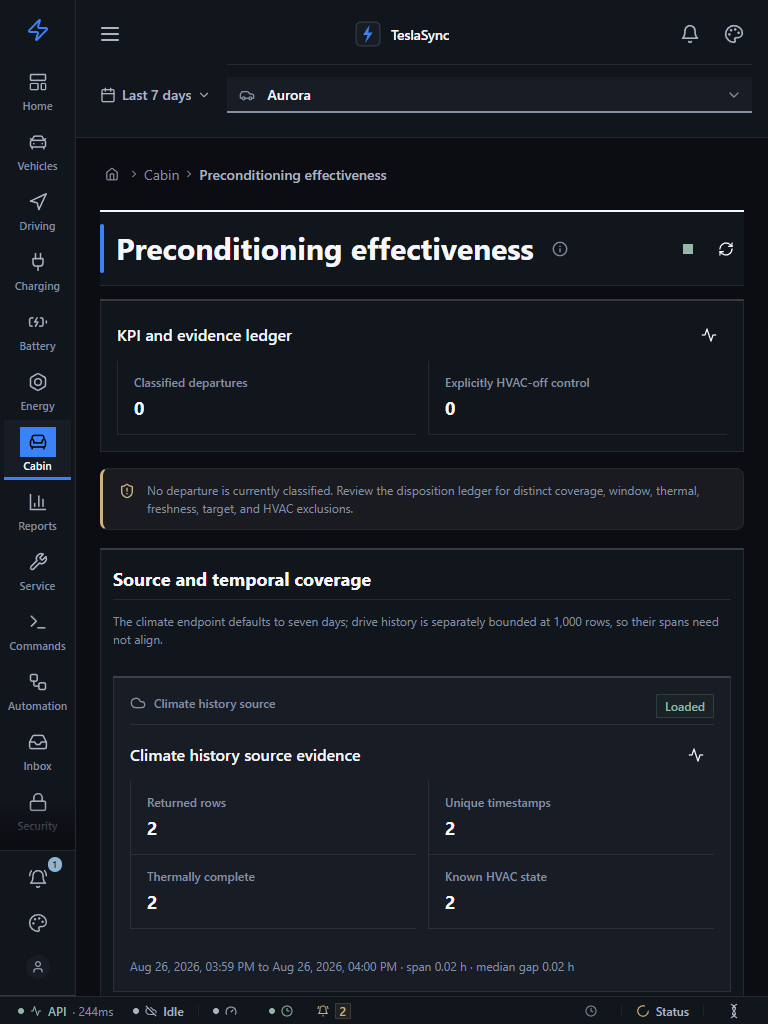 TeslaSync
Last 7 days
Aurora
Home
Vehicles
Driving
Charging
Battery
Energy
Cabin
Reports
Service
Commands
Automation
Inbox
Security
1
Cabin
Preconditioning effectiveness
Preconditioning effectiveness
KPI and evidence ledger
Classified departures
0
Explicitly HVAC-off control
0
No departure is currently classified. Review the disposition ledger for distinct coverage, window, thermal,
freshness, target, and HVAC exclusions.
Source and temporal coverage
The climate endpoint defaults to seven days; drive history is separately bounded at 1,000 rows, so their spans need
not align.
Climate history source
Loaded
Climate history source evidence
Returned rows
2
Unique timestamps
2
Thermally complete
2
Known HVAC state
2
Aug 26, 2026, 03:59 PM to Aug 26, 2026, 04:00 PM · span 0.02 h · median gap 0.02 h
API · 244ms
Idle
2
Status